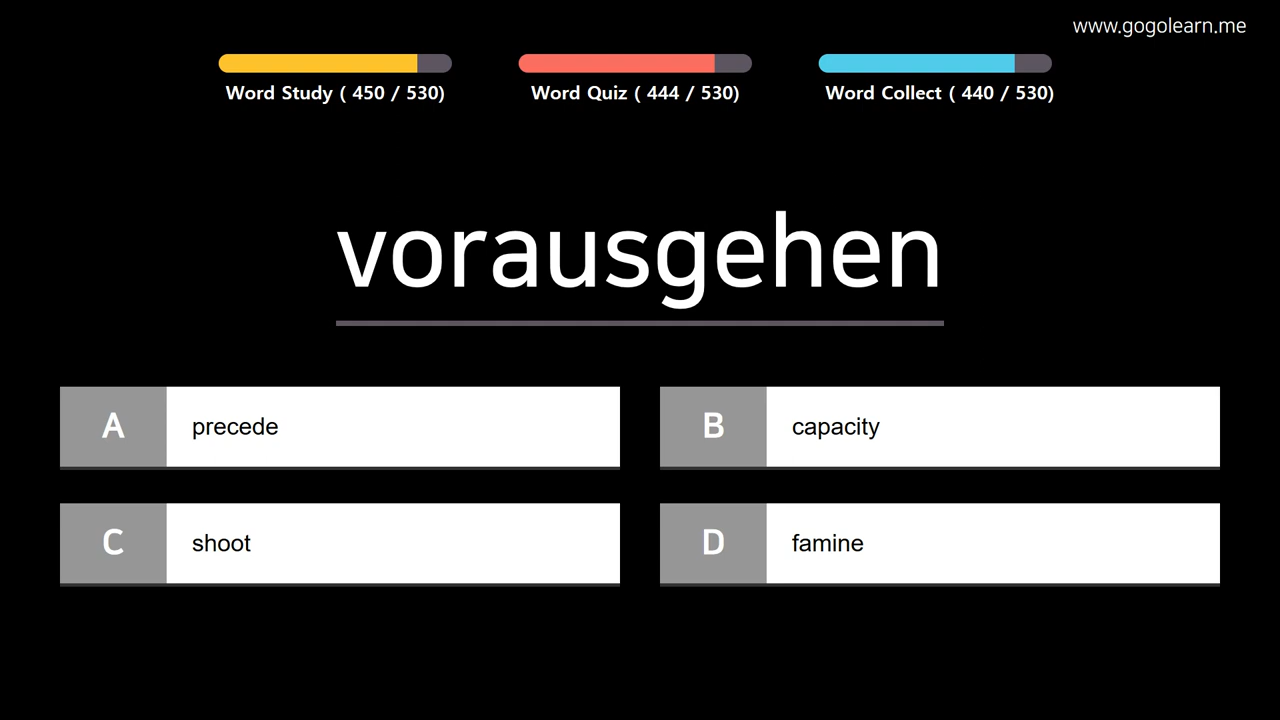 www.gogolearn.me
Word Study ( 450 / 530)
Word Quiz ( 444 / 530)
Word Collect ( 440 / 530)
vorausgehen
A precede
B capacity
C shoot
D famine